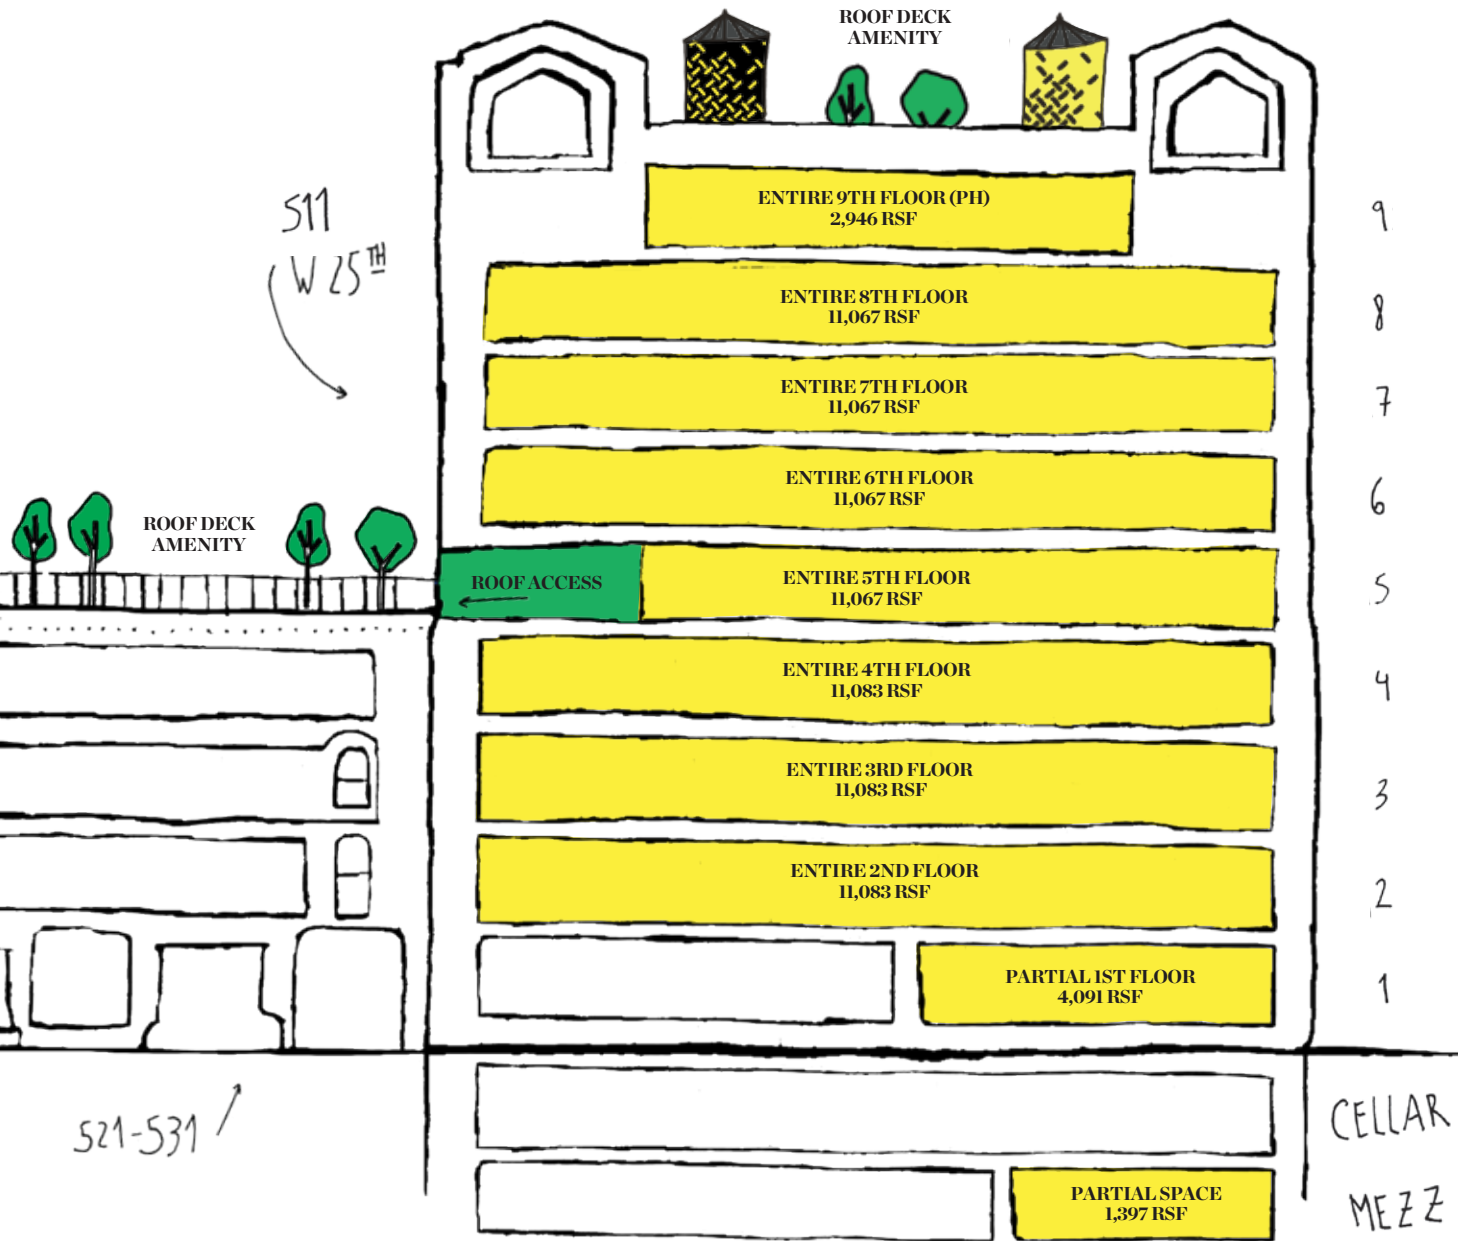 ROOF DECK
AMENITY
511
W 25TH
ENTIRE 9TH FLOOR (PH)
2,946 RSF
9
ENTIRE 8TH FLOOR
11,067 RSF
8
ENTIRE 7TH FLOOR
11,067 RSF
7
ENTIRE 6TH FLOOR
11,067 RSF
6
ROOF DECK
AMENITY
ROOF ACCESS
ENTIRE 5TH FLOOR
11,067 RSF
5
ENTIRE 4TH FLOOR
11,083 RSF
4
ENTIRE 3RD FLOOR
11,083 RSF
3
ENTIRE 2ND FLOOR
11,083 RSF
2
PARTIAL 1ST FLOOR
4,091 RSF
1
521-531
CELLAR
PARTIAL SPACE
1,397 RSF
MEZZ